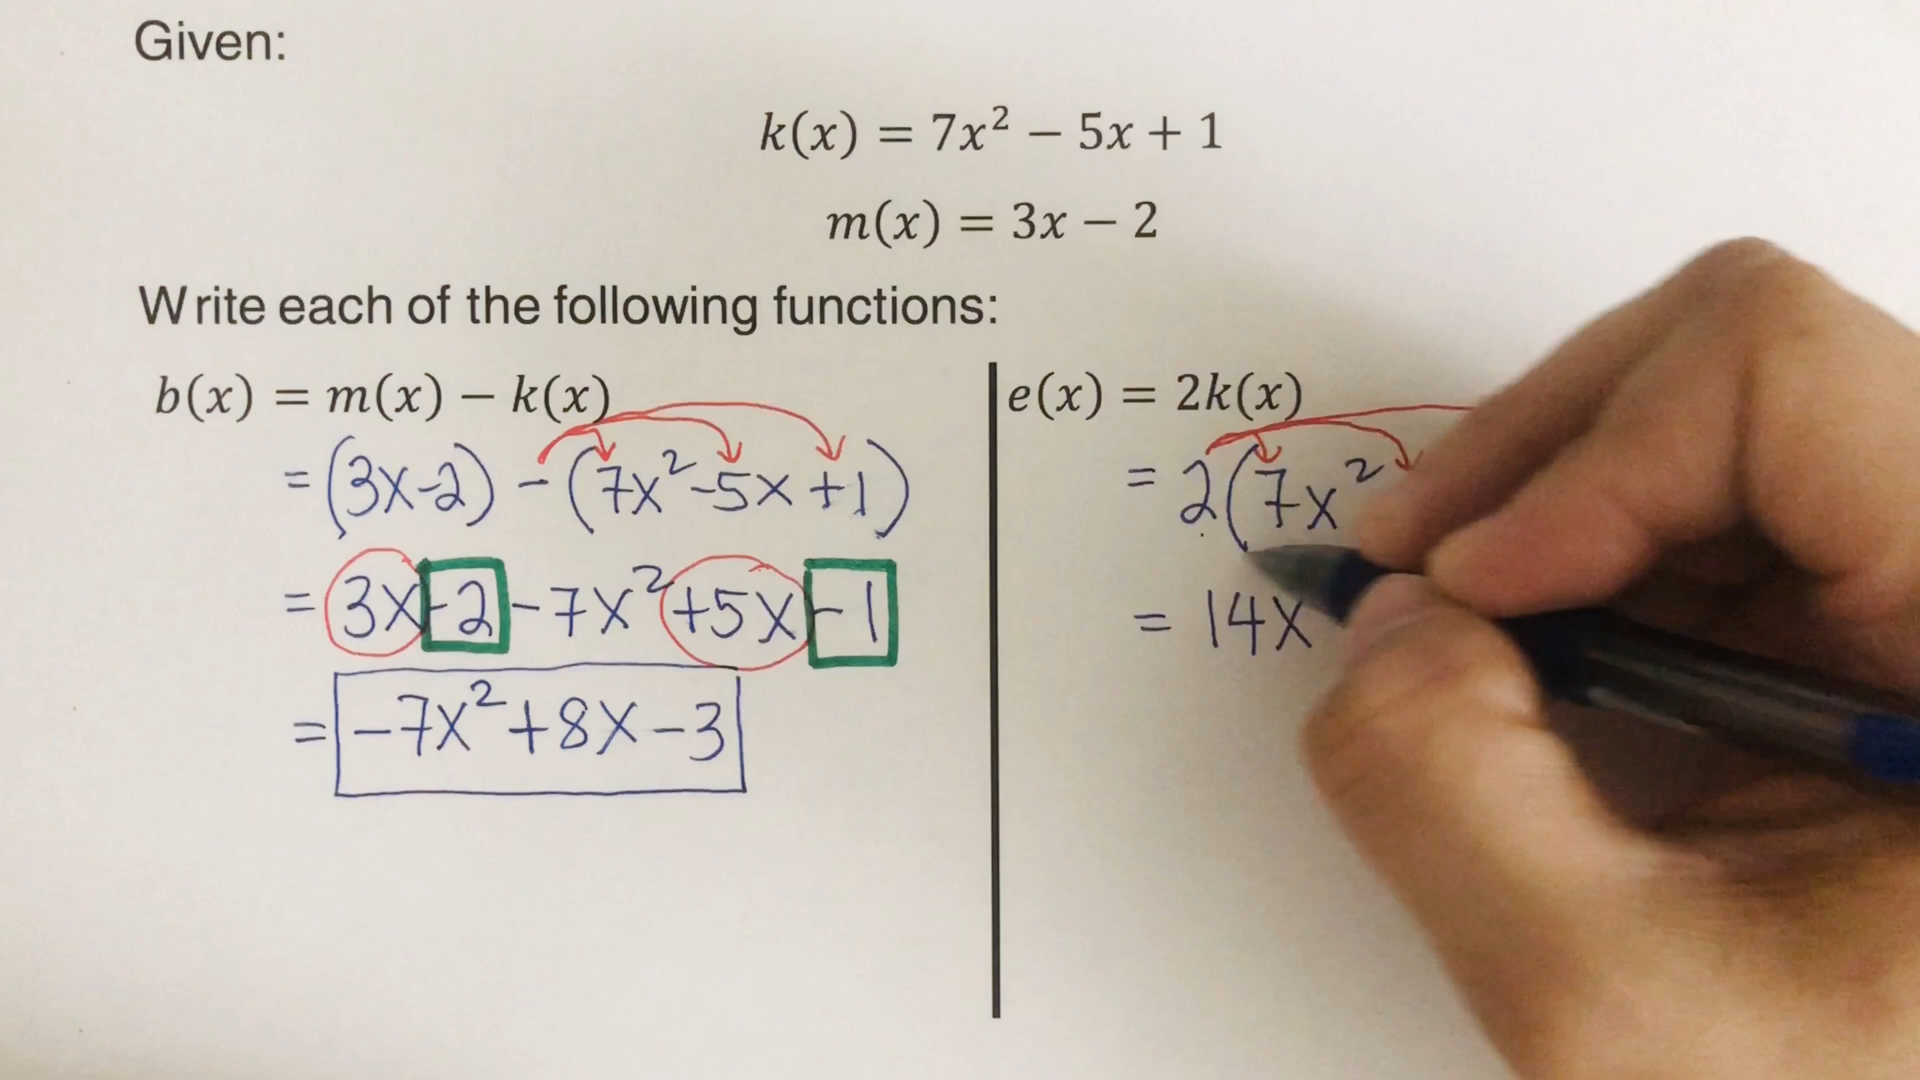 Given:
k(x) = 7x² − 5x + 1
m(x) = 3x − 2
Write each of the following functions:
b(x) = m(x) − k(x)
= (3x-2) - (7x²-5x+1)
= 3x-2-7x²+5x-1
= -7x²+8x-3
e(x) = 2k(x)
= 2(7x²
= 14x